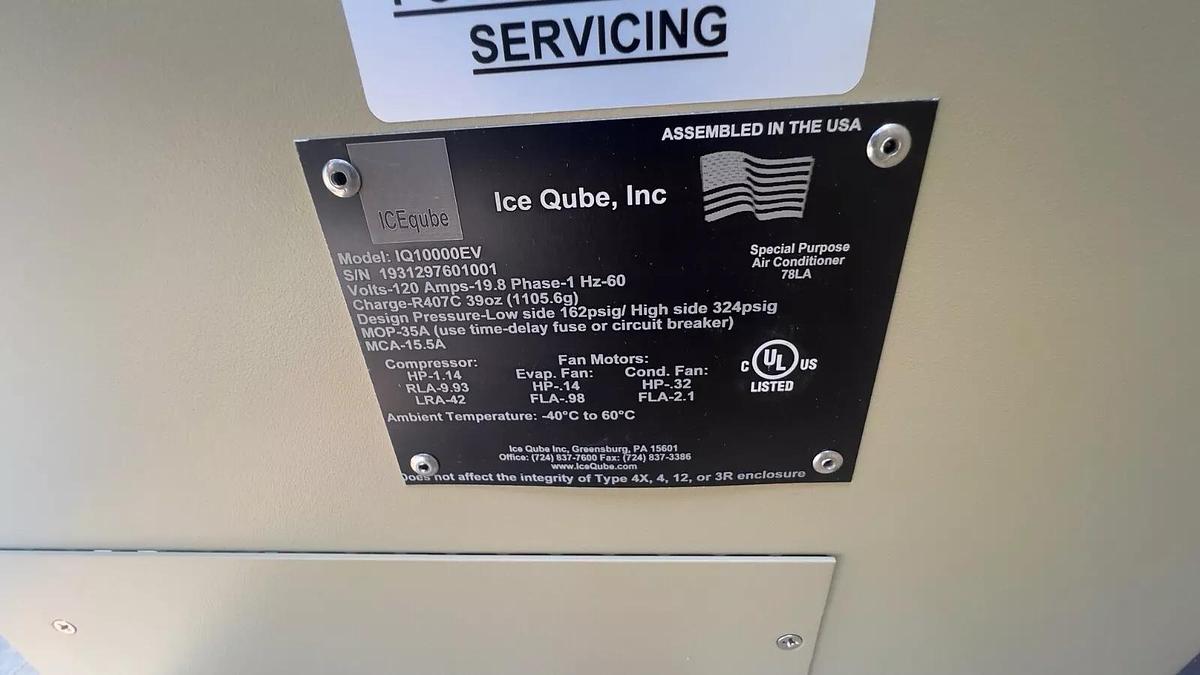 SERVICING
ASSEMBLED IN THE USA
ICEqube
Ice Qube, Inc
Special Purpose
Air Conditioner
78LA
Model: IQ10000EV
S/N 1931297601001
Volts-120 Amps-19.8 Phase-1 Hz-60
Charge-R407C 39oz (1105.6g)
Design Pressure-Low side 162psig/ High side 324psig
MOP-35A (use time-delay fuse or circuit breaker)
MCA-15.5A
Compressor:
HP-1.14
RLA-9.93
LRA-42
Fan Motors:
Evap. Fan:
HP-.14
FLA-.98
Cond. Fan:
HP-.32
FLA-2.1
C UL US
LISTED
Ambient Temperature: -40°C to 60°C
Ice Qube Inc, Greensburg, PA 15601
Office: (724) 837-7600 Fax: (724) 837-3386
www.IceQube.com
Does not affect the integrity of Type 4X, 4, 12, or 3R enclosure